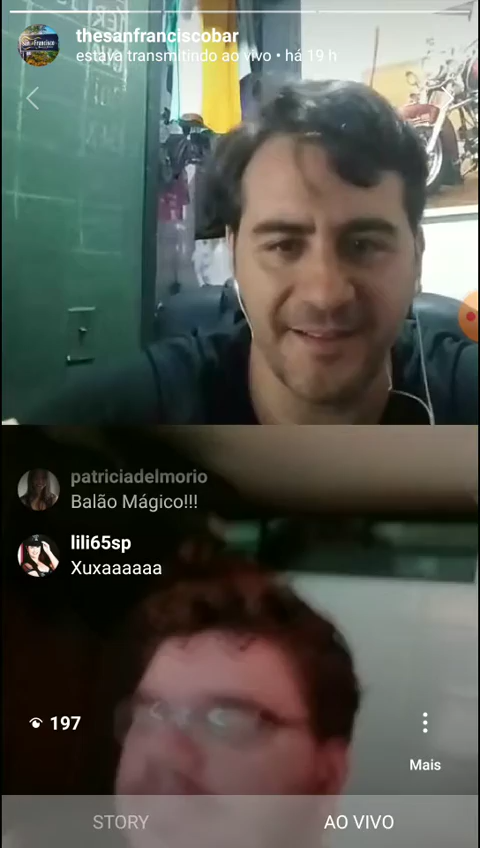 thesanfranciscobar
estava transmitindo ao vivo • há 19 h
patriciadelmorio
Balão Mágico!!!
lili65sp
Xuxaaaaaa
197
Mais
STORY
AO VIVO